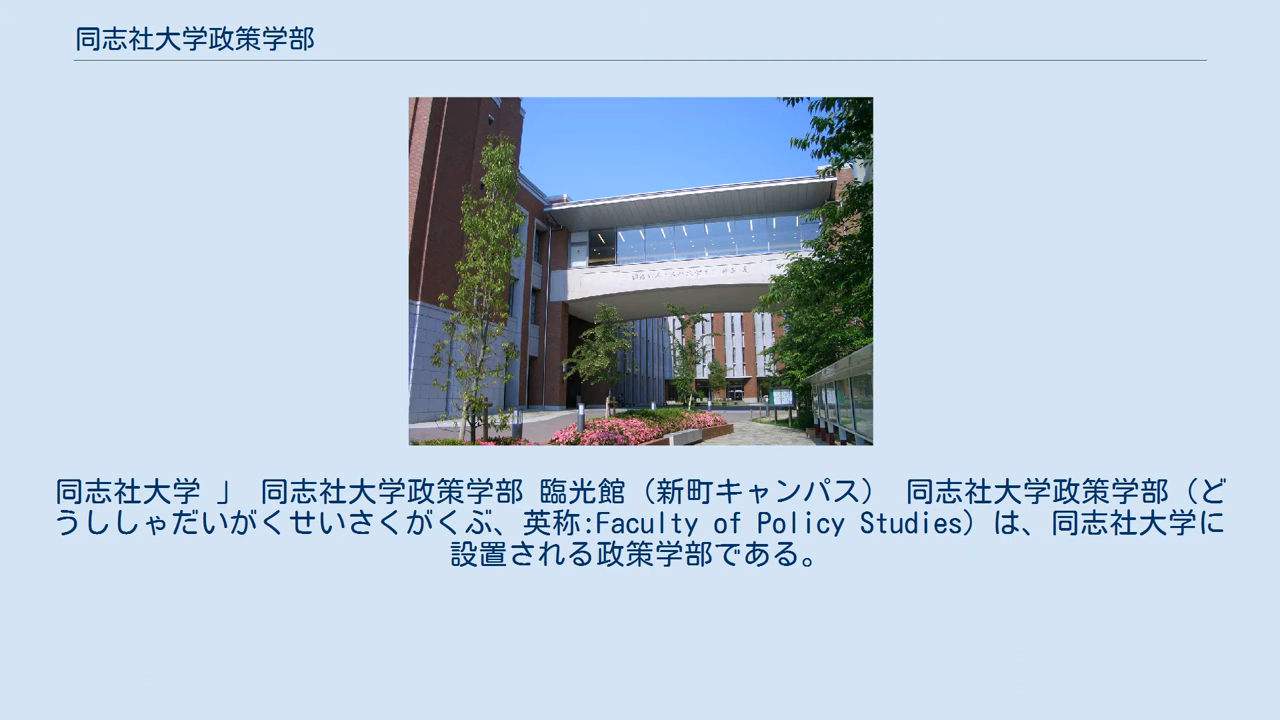 同志社大学政策学部
同志社大学 」 同志社大学政策学部 臨光館（新町キャンパス） 同志社大学政策学部（ど
うししゃだいがくせいさくがくぶ、英称:Faculty of Policy Studies）は、同志社大学に
設置される政策学部である。